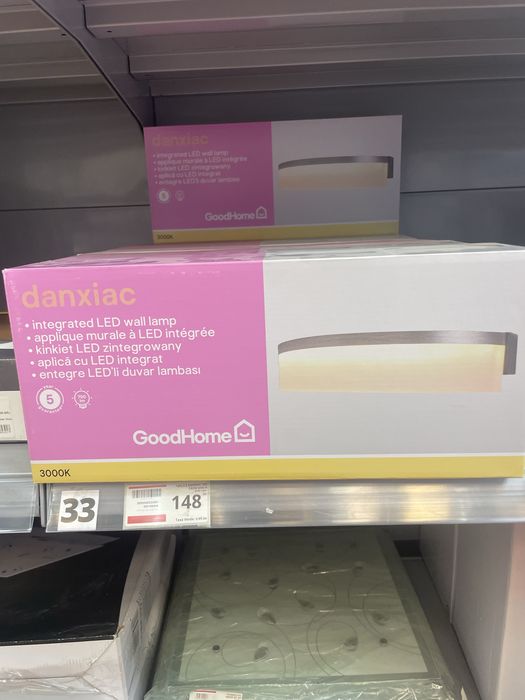 danxiac
• integrated LED wall lamp
• applique murale à LED intégrée
• kinkiet LED zintegrowany
• aplică cu LED integrat
• entegre LED'li duvar lambası
5
GoodHome
3000K
danxiac
• integrated LED wall lamp
• applique murale à LED intégrée
• kinkiet LED zintegrowany
• aplică cu LED integrat
• entegre LED'li duvar lambası
5
GoodHome
3000K
33
148